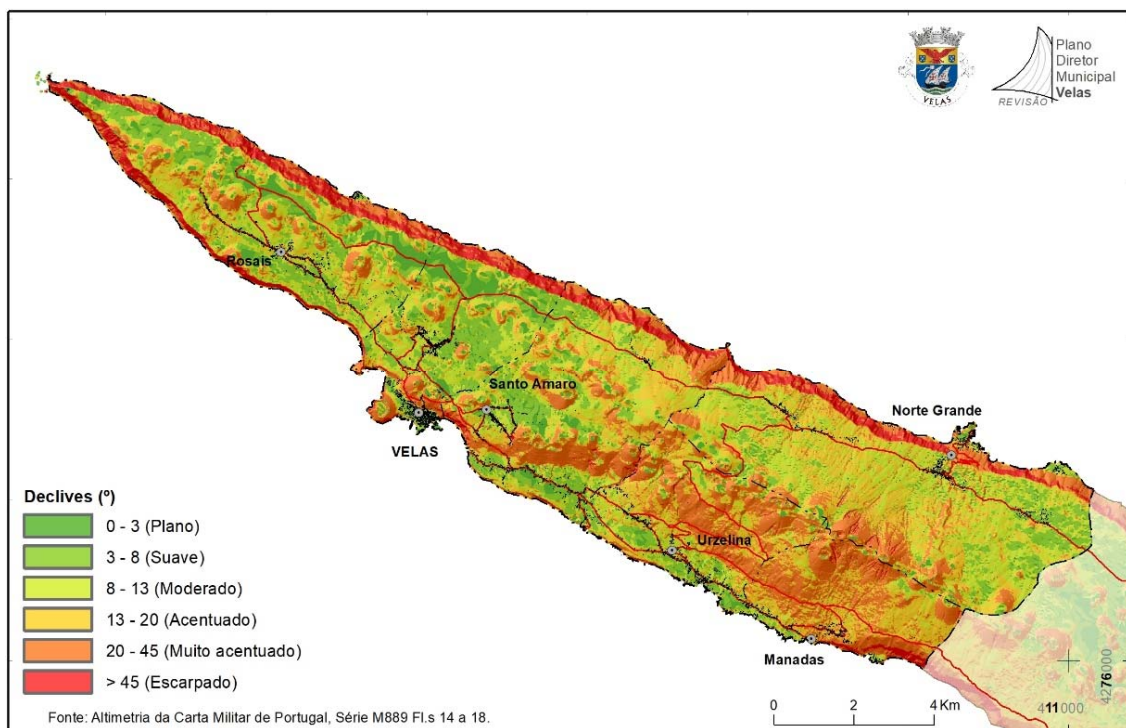 VELAS
REVISÃO
Plano
Diretor
Municipal
Velas
Rosais
Santo Amaro
VELAS
Norte Grande
Urzelina
Manadas
Declives (º)
0 - 3 (Plano)
3 - 8 (Suave)
8 - 13 (Moderado)
13 - 20 (Acentuado)
20 - 45 (Muito acentuado)
> 45 (Escarpado)
0 2 4 Km
4276000
411000
Fonte: Altimetria da Carta Militar de Portugal, Série M889 Fl.s 14 a 18.